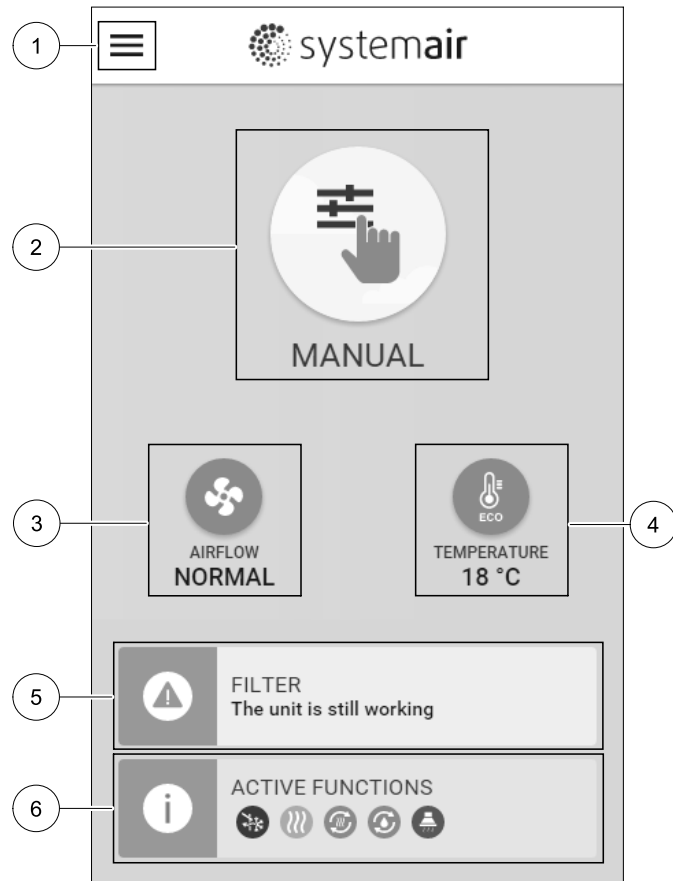 1
systemair
2
MANUAL
3
AIRFLOW
NORMAL
ECO
TEMPERATURE
18 °C
4
5
FILTER
The unit is still working
6
i
ACTIVE FUNCTIONS